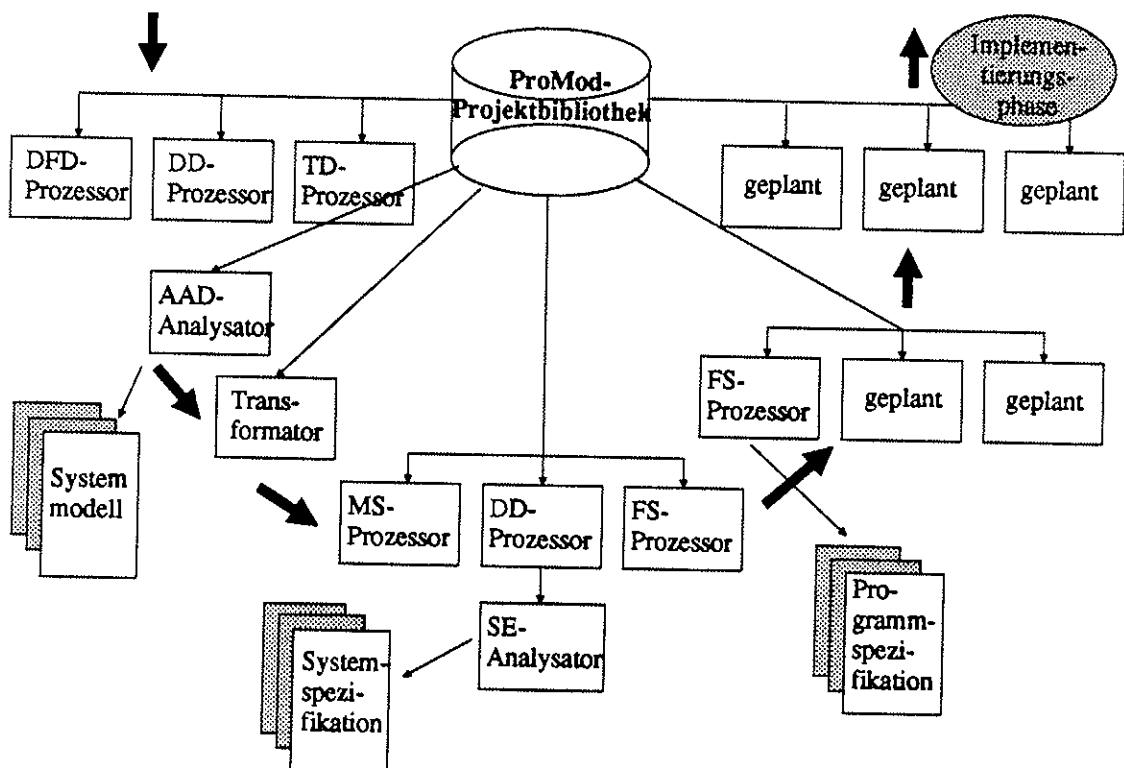 Implemen-
tierungs-
phase
ProMod-
Projektbibliothek
DFD-
Prozessor
DD-
Prozessor
TD-
Prozessor
geplant
geplant
geplant
AAD-
Analysator
Trans-
formator
FS-
Prozessor
geplant
geplant
System
modell
MS-
Prozessor
DD-
Prozessor
FS-
Prozessor
Pro-
gramm-
spezi-
fikation
SE-
Analysator
System-
spezi-
fikation